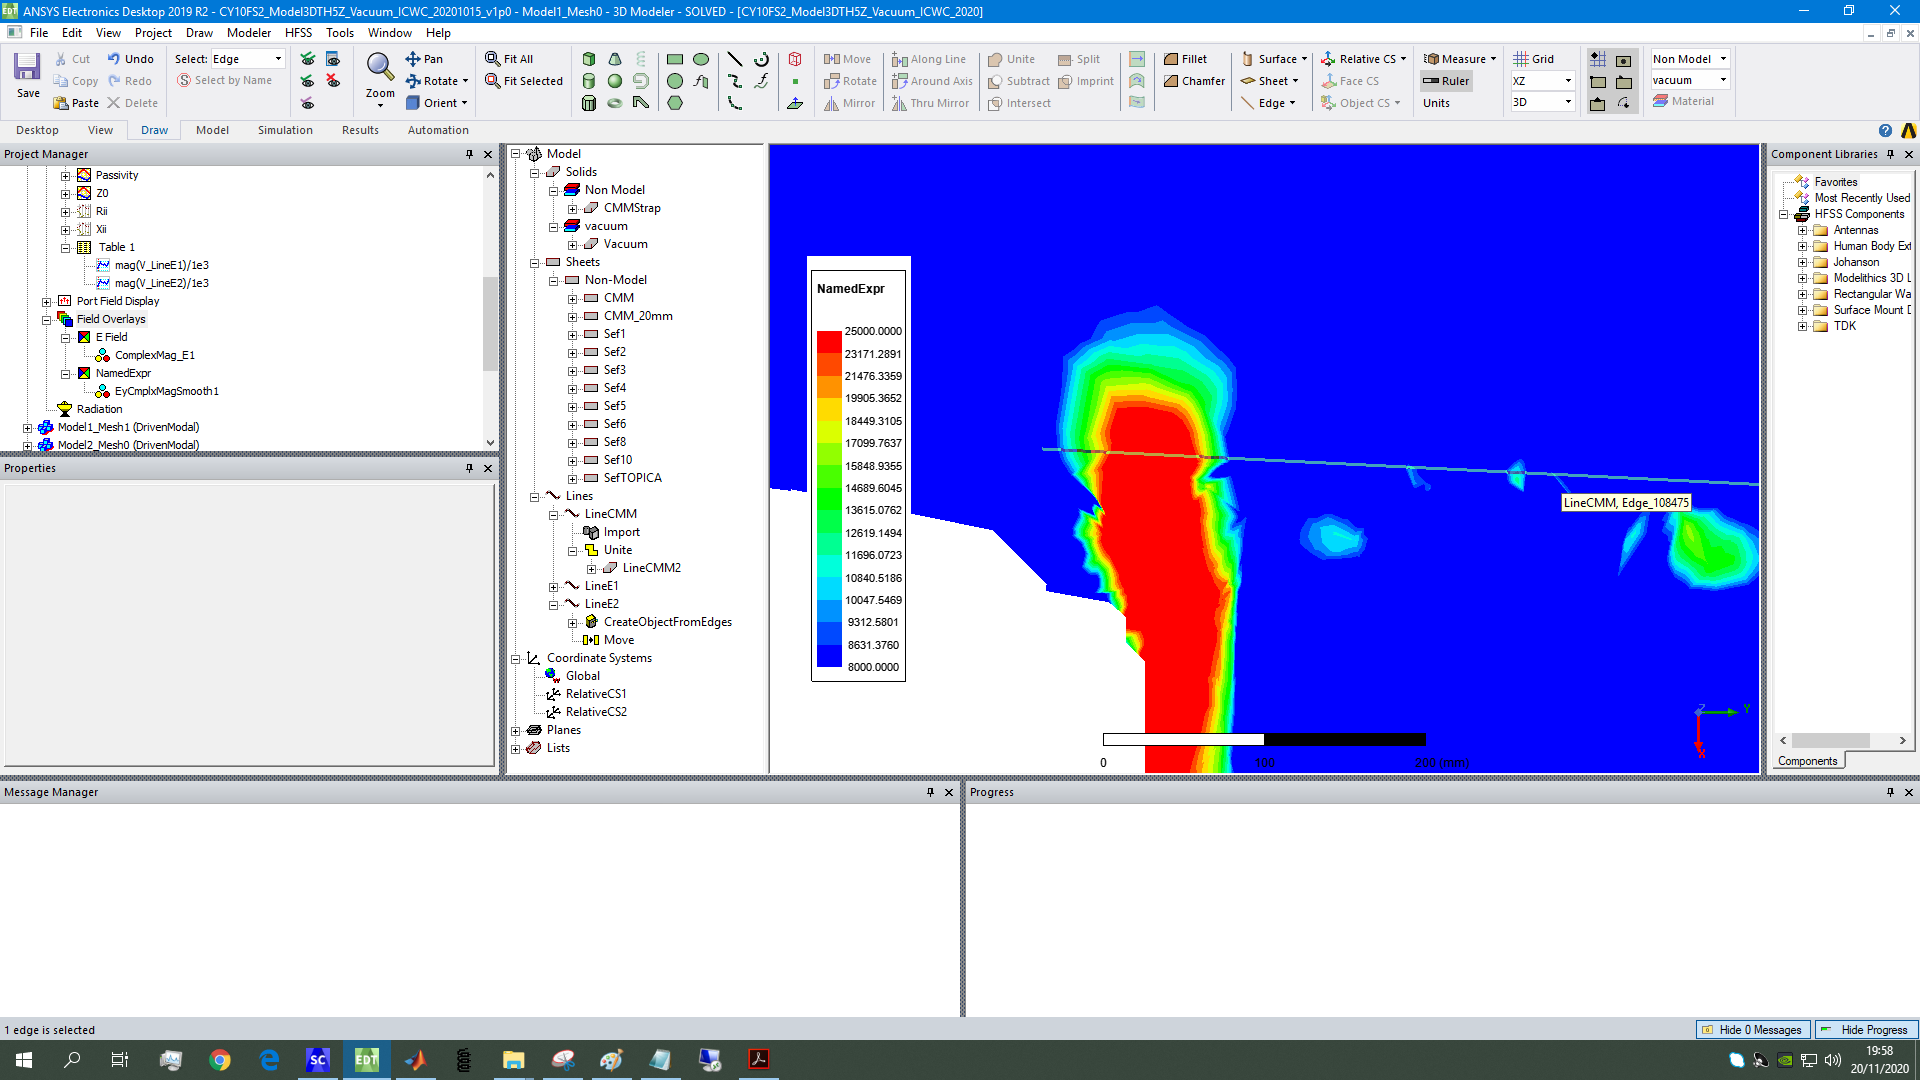 ANSYS Electronics Desktop 2019 R2 - CY10FS2_Model3DTH5Z_Vacuum_ICWC_20201015_v1p0 - Model1_Mesh0 - 3D Modeler - SOLVED - [CY10FS2_Model3DTH5Z_Vacuum_ICWC_2020]
File Edit View Project Draw Modeler HFSS Tools Window Help
Save
Cut Undo
Copy Redo
Paste Delete
Select: Edge
Select by Name
Zoom
Pan
Rotate
Orient
Fit All
Fit Selected
Move Along Line
Rotate Around Axis
Mirror Thru Mirror
Unite Split
Subtract Imprint
Intersect
Fillet
Chamfer
Surface
Sheet
Edge
Relative CS
Face CS
Object CS
Measure
Ruler
Units
Grid
XZ
3D
Non Model
vacuum
Material
Desktop View Draw Model Simulation Results Automation
Project Manager
Passivity
Z0
Rii
Xii
Table 1
mag(V_LineE1)/1e3
mag(V_LineE2)/1e3
Port Field Display
Field Overlays
E Field
ComplexMag_E1
NamedExpr
EyCmplxMagSmooth1
Radiation
Model1_Mesh1 (DrivenModal)
Model2_Mesh0 (DrivenModal)
Properties
Model
Solids
Non Model
CMMStrap
vacuum
Vacuum
Sheets
Non-Model
CMM
CMM_20mm
Sef1
Sef2
Sef3
Sef4
Sef5
Sef6
Sef8
Sef10
SefTOPICA
Lines
LineCMM
Import
Unite
LineCMM2
LineE1
LineE2
CreateObjectFromEdges
Move
Coordinate Systems
Global
RelativeCS1
RelativeCS2
Planes
Lists
NamedExpr
25000.0000
23171.2891
21476.3359
19905.3652
18449.3105
17099.7637
15848.9355
14689.6045
13615.0762
12619.1494
11696.0723
10840.5186
10047.5469
9312.5801
8631.3760
8000.0000
LineCMM, Edge_108475
Z
Y
X
0 100 200 (mm)
Component Libraries
Favorites
Most Recently Used
HFSS Components
Antennas
Human Body Ex
Johanson
Modelithics 3D L
Rectangular Wa
Surface Mount D
TDK
Components
Message Manager
Progress
1 edge is selected
Hide 0 Messages
Hide Progress
SC
EDT
19:58
20/11/2020